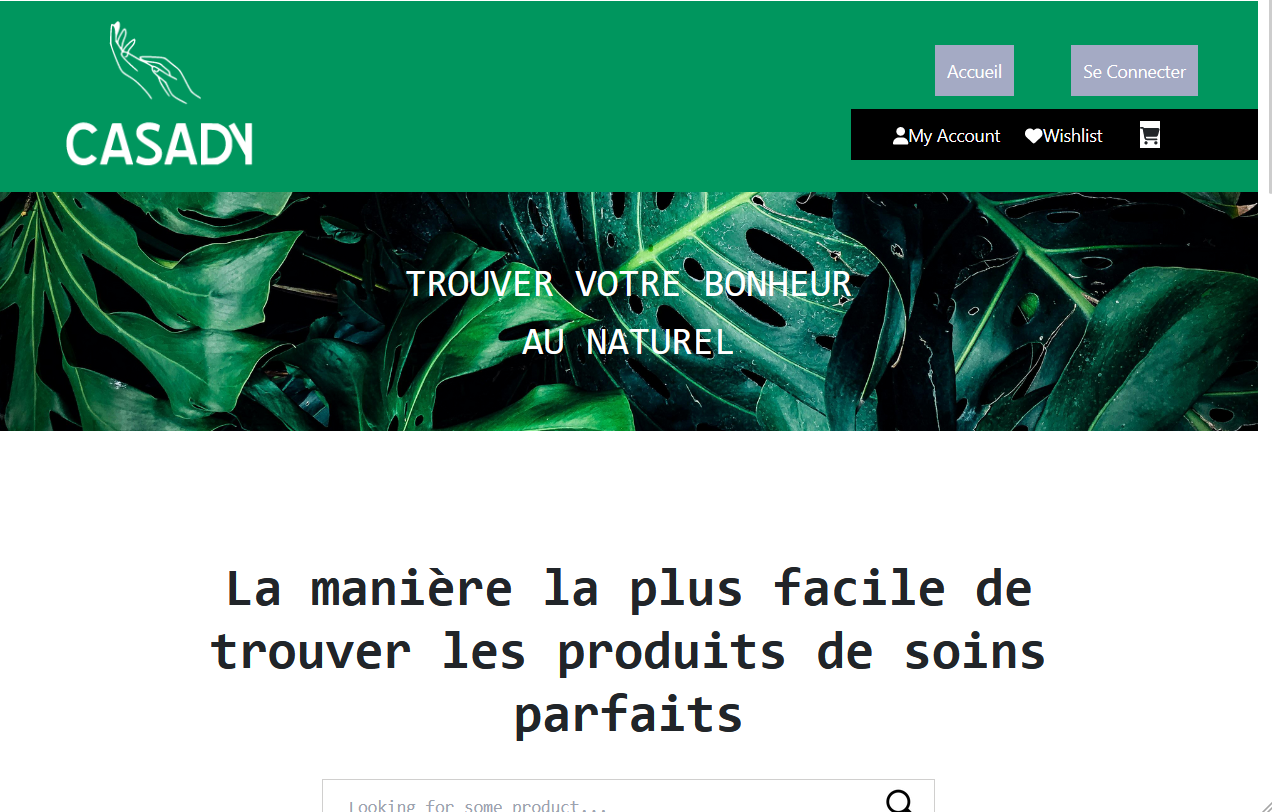 CASADY
Accueil
Se Connecter
My Account
Wishlist
TROUVER VOTRE BONHEUR
AU NATUREL
La manière la plus facile de
trouver les produits de soins
parfaits
Looking for some product...